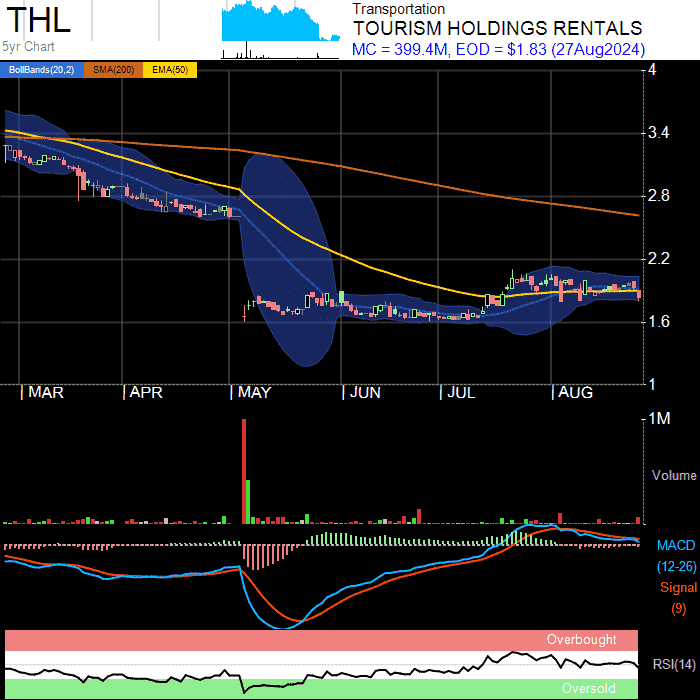 THL
5yr Chart
Transportation
TOURISM HOLDINGS RENTALS
MC = 399.4M, EOD = $1.83 (27Aug2024)
BollBands(20,2) SMA(200) EMA(50)
4
3.4
2.8
2.2
1.6
1
MAR APR MAY JUN JUL AUG
1M
Volume
MACD
(12-26)
Signal
(9)
Overbought
RSI(14)
Oversold